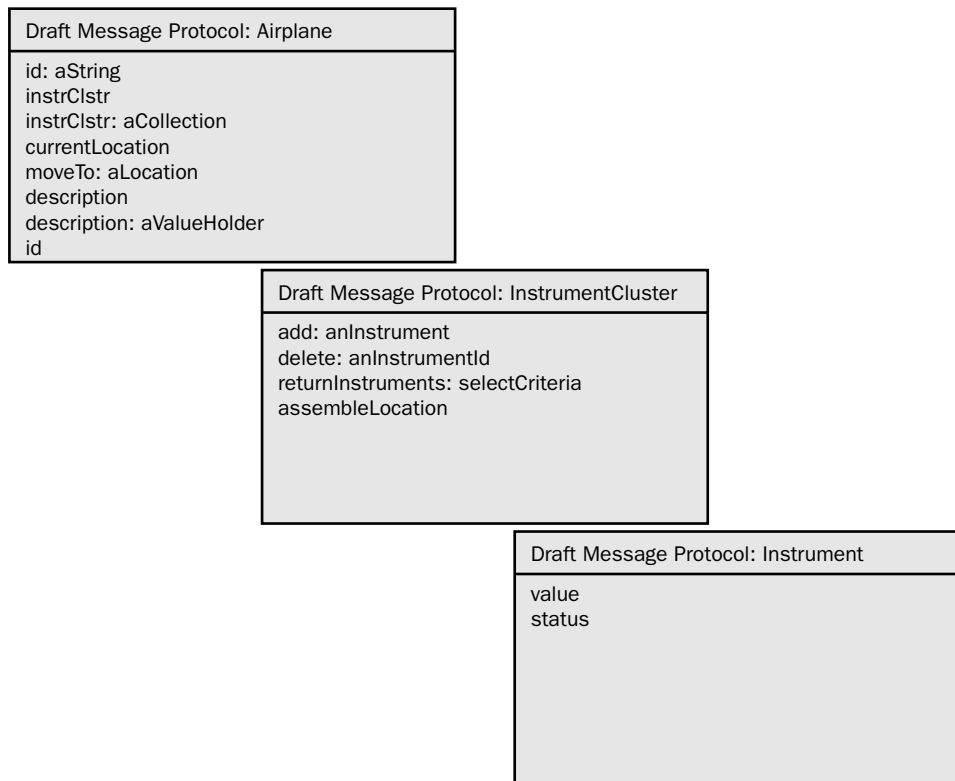 Draft Message Protocol: Airplane
id: aString
instrClstr
instrClstr: aCollection
currentLocation
moveTo: aLocation
description
description: aValueHolder
id
Draft Message Protocol: InstrumentCluster
add: anInstrument
delete: anInstrumentId
returnInstruments: selectCriteria
assembleLocation
Draft Message Protocol: Instrument
value
status